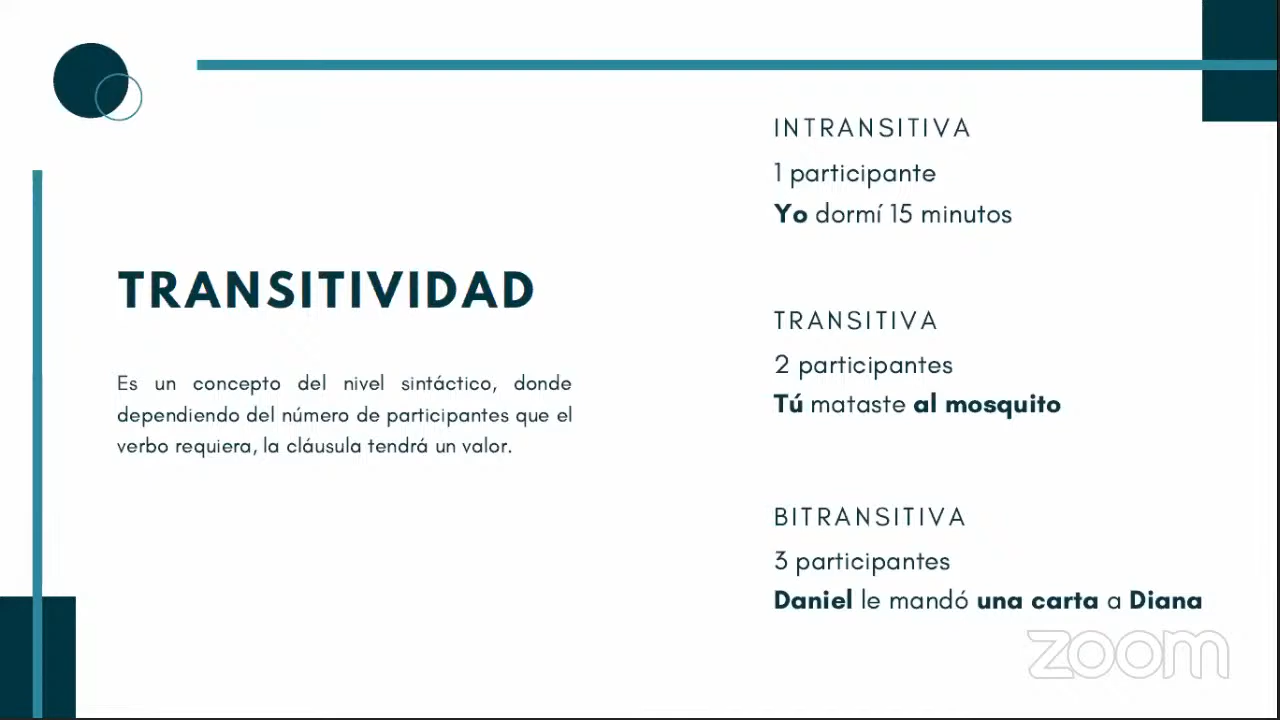 TRANSITIVIDAD
Es un concepto del nivel sintáctico, donde
dependiendo del número de participantes que el
verbo requiera, la cláusula tendrá un valor.
INTRANSITIVA
1 participante
Yo dormí 15 minutos
TRANSITIVA
2 participantes
Tú mataste al mosquito
BITRANSITIVA
3 participantes
Daniel le mandó una carta a Diana
zoom